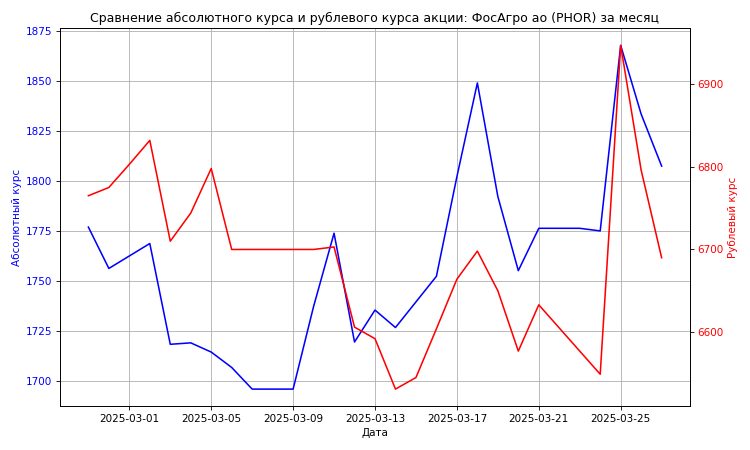 Сравнение абсолютного курса и рублевого курса акции: ФосАгро ао (PHOR) за месяц
1875
1850
1825
1800
1775
1750
1725
1700
Абсолютный курс
6900
6800
6700
6600
Рублевый курс
2025-03-01 2025-03-05 2025-03-09 2025-03-13 2025-03-17 2025-03-21 2025-03-25
Дата